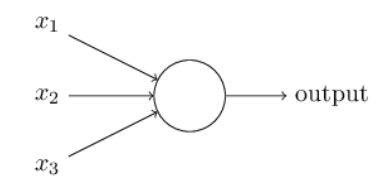 x₁
x₂ output
x₃